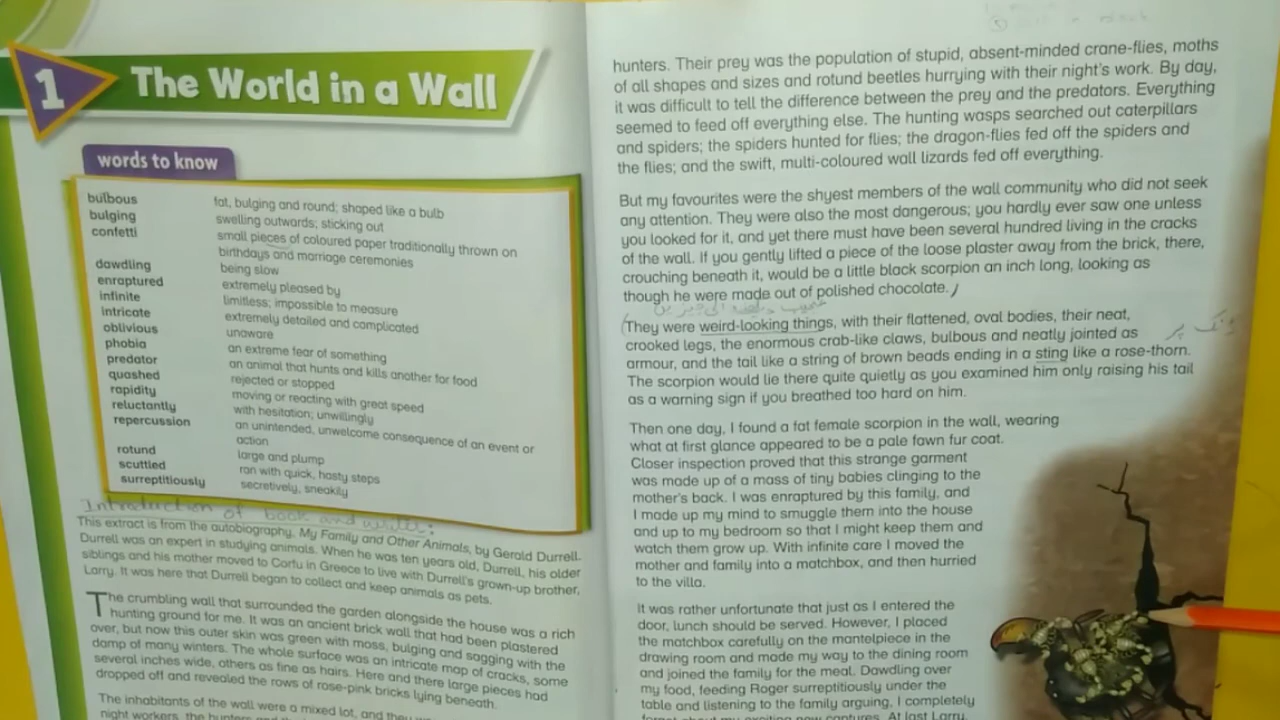 1 The World in a Wall
words to know
bulbous fat, bulging and round; shaped like a bulb
bulging swelling outwards; sticking out
confetti small pieces of coloured paper traditionally thrown on
birthdays and marriage ceremonies
dawdling being slow
enraptured extremely pleased by
infinite limitless; impossible to measure
intricate extremely detailed and complicated
oblivious unaware
phobia an extreme fear of something
predator an animal that hunts and kills another for food
quashed rejected or stopped
rapidity moving or reacting with great speed
reluctantly with hesitation; unwillingly
repercussion an unintended, unwelcome consequence of an event or
action
rotund large and plump
scuttled ran with quick, hasty steps
surreptitiously secretively, sneakily
Introduction of book and
This extract is from the autobiography, My Family and Other Animals, by Gerald Durrell.
Durrell was an expert in studying animals. When he was ten years old, Durrell, his older
siblings and his mother moved to Corfu in Greece to live with Durrell's grown-up brother,
Larry. It was here that Durrell began to collect and keep animals as pets.
The crumbling wall that surrounded the garden alongside the house was a rich
hunting ground for me. It was an ancient brick wall that had been plastered
over, but now this outer skin was green with moss, bulging and sagging with the
damp of many winters. The whole surface was an intricate map of cracks, some
several inches wide, others as fine as hairs. Here and there large pieces had
dropped off and revealed the rows of rose-pink bricks lying beneath.
The inhabitants of the wall were a mixed lot, and they
night workers, the hunters
hunters. Their prey was the population of stupid, absent-minded crane-flies, moths
of all shapes and sizes and rotund beetles hurrying with their night's work. By day,
it was difficult to tell the difference between the prey and the predators. Everything
seemed to feed off everything else. The hunting wasps searched out caterpillars
and spiders; the spiders hunted for flies; the dragon-flies fed off the spiders and
the flies; and the swift, multi-coloured wall lizards fed off everything.
But my favourites were the shyest members of the wall community who did not seek
any attention. They were also the most dangerous; you hardly ever saw one unless
you looked for it, and yet there must have been several hundred living in the cracks
of the wall. If you gently lifted a piece of the loose plaster away from the brick, there,
crouching beneath it, would be a little black scorpion an inch long, looking as
though he were made out of polished chocolate.
They were weird-looking things, with their flattened, oval bodies, their neat,
crooked legs, the enormous crab-like claws, bulbous and neatly jointed as
armour, and the tail like a string of brown beads ending in a sting like a rose-thorn.
The scorpion would lie there quite quietly as you examined him only raising his tail
as a warning sign if you breathed too hard on him.
Then one day, I found a fat female scorpion in the wall, wearing
what at first glance appeared to be a pale fawn fur coat.
Closer inspection proved that this strange garment
was made up of a mass of tiny babies clinging to the
mother's back. I was enraptured by this family, and
I made up my mind to smuggle them into the house
and up to my bedroom so that I might keep them and
watch them grow up. With infinite care I moved the
mother and family into a matchbox, and then hurried
to the villa.
It was rather unfortunate that just as I entered the
door, lunch should be served. However, I placed
the matchbox carefully on the mantelpiece in the
drawing room and made my way to the dining room
and joined the family for the meal. Dawdling over
my food, feeding Roger surreptitiously under the
table and listening to the family arguing, I completely
forgot about my exciting new captures. At last Larry,